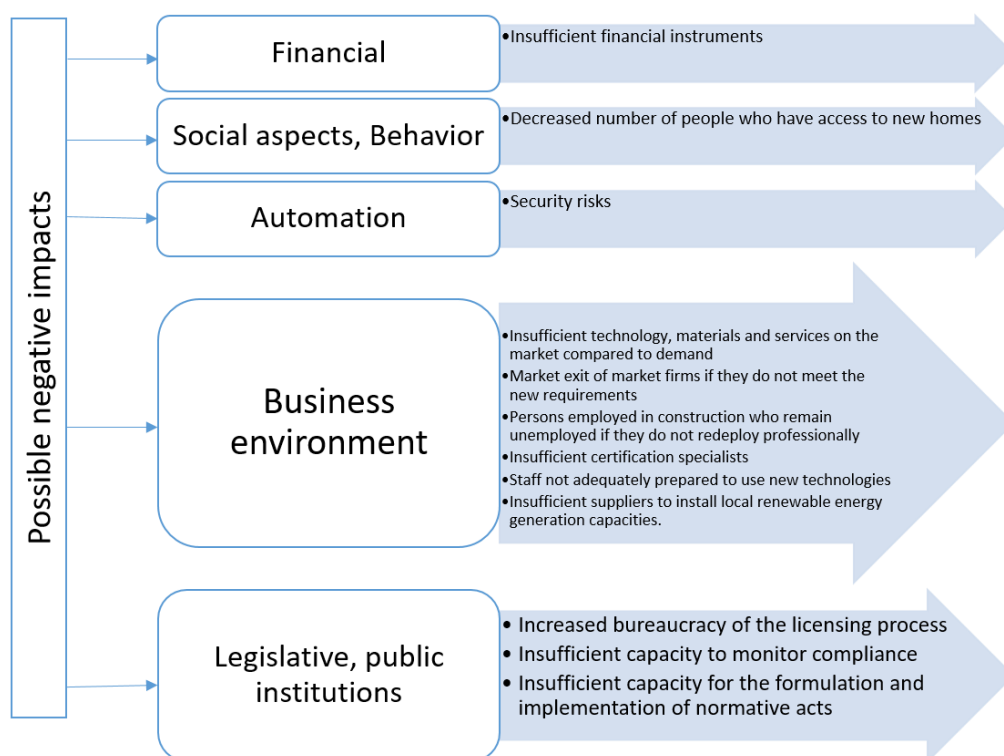 Possible negative impacts
Financial
•Insufficient financial instruments
Social aspects, Behavior
•Decreased number of people who have access to new homes
Automation
•Security risks
Business
environment
•Insufficient technology, materials and services on the
market compared to demand
•Market exit of market firms if they do not meet the
new requirements
•Persons employed in construction who remain
unemployed if they do not redeploy professionally
•Insufficient certification specialists
•Staff not adequately prepared to use new technologies
•Insufficient suppliers to install local renewable energy
generation capacities.
Legislative, public
institutions
• Increased bureaucracy of the licensing process
• Insufficient capacity to monitor compliance
• Insufficient capacity for the formulation and
implementation of normative acts